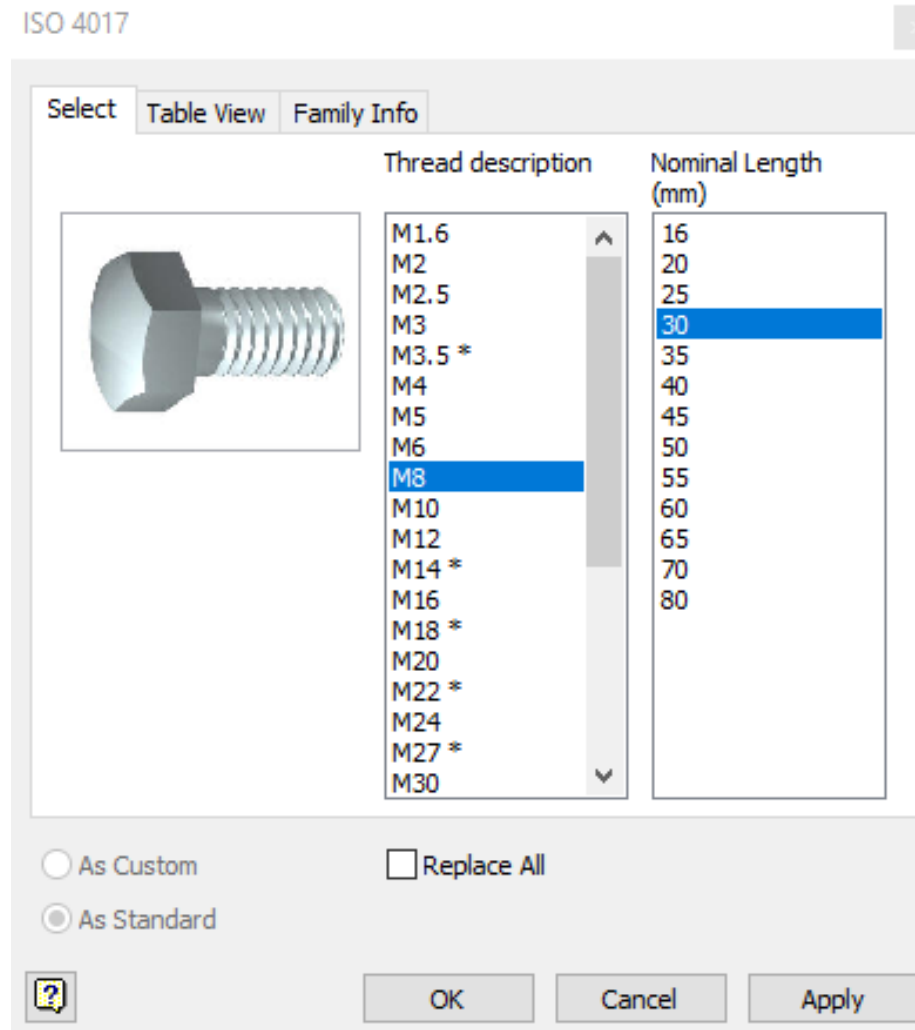 ISO 4017
Select
Table View
Family Info
Thread description
Nominal Length
(mm)
M1.6
M2
M2.5
M3
M3.5 *
M4
M5
M6
M8
M10
M12
M14 *
M16
M18 *
M20
M22 *
M24
M27 *
M30
16
20
25
30
35
40
45
50
55
60
65
70
80
As Custom
Replace All
As Standard
?
OK
Cancel
Apply